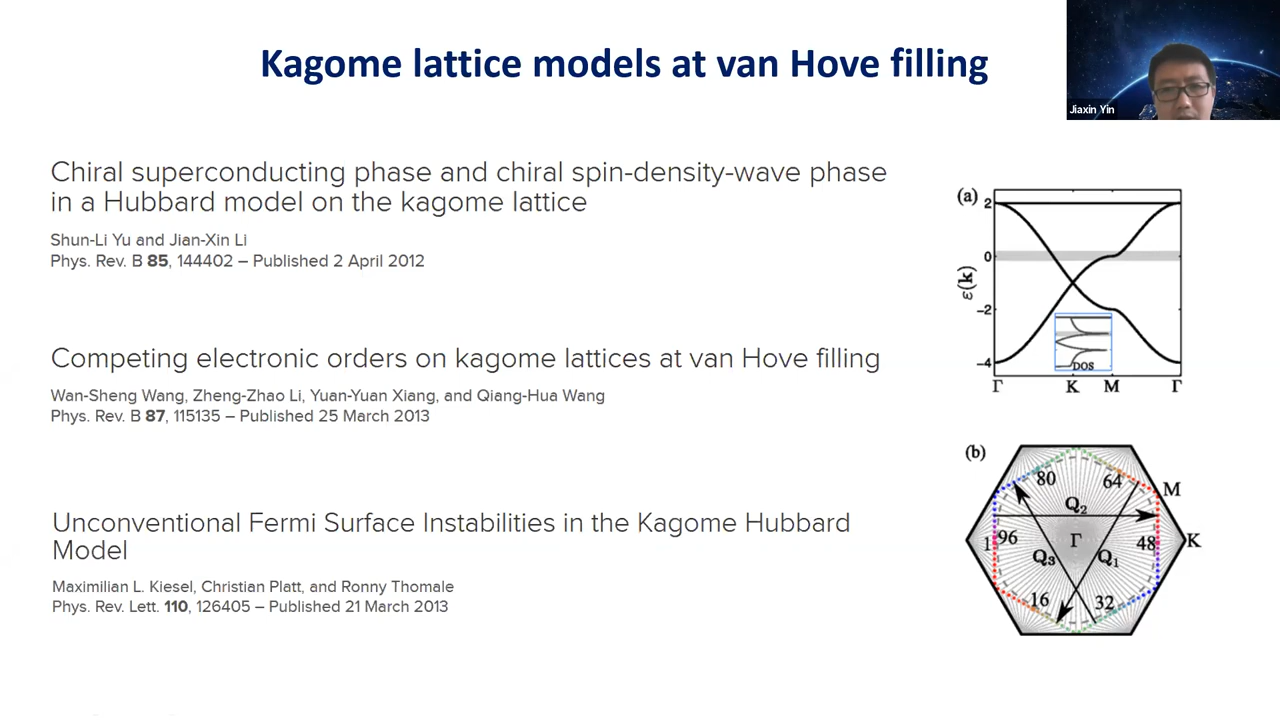 Kagome lattice models at van Hove filling
Jiaxin Yin
Chiral superconducting phase and chiral spin-density-wave phase
in a Hubbard model on the kagome lattice
Shun-Li Yu and Jian-Xin Li
Phys. Rev. B 85, 144402 – Published 2 April 2012
Competing electronic orders on kagome lattices at van Hove filling
Wan-Sheng Wang, Zheng-Zhao Li, Yuan-Yuan Xiang, and Qiang-Hua Wang
Phys. Rev. B 87, 115135 – Published 25 March 2013
Unconventional Fermi Surface Instabilities in the Kagome Hubbard
Model
Maximilian L. Kiesel, Christian Platt, and Ronny Thomale
Phys. Rev. Lett. 110, 126405 – Published 21 March 2013
(a)
2
0
−2
−4
ε(k)
DOS
Γ K M Γ
(b)
80 64
M
Q₂
1 96 Γ 48 K
Q₃ Q₁
16 32